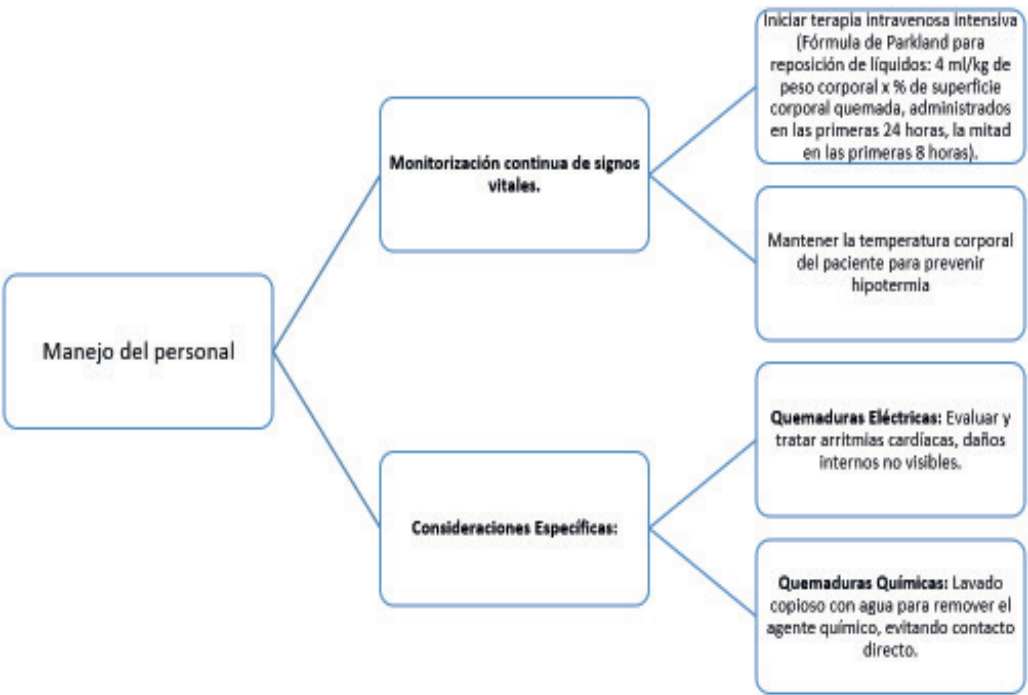 Manejo del personal
Monitorización continua de signos
vitales.
Iniciar terapia intravenosa intensiva
(Fórmula de Parkland para
reposición de líquidos: 4 ml/kg de
peso corporal x % de superficie
corporal quemada, administrados
en las primeras 24 horas, la mitad
en las primeras 8 horas).
Mantener la temperatura corporal
del paciente para prevenir
hipotermia
Consideraciones Específicas:
Quemaduras Eléctricas: Evaluar y
tratar arritmias cardíacas, daños
internos no visibles.
Quemaduras Químicas: Lavado
copioso con agua para remover el
agente químico, evitando contacto
directo.